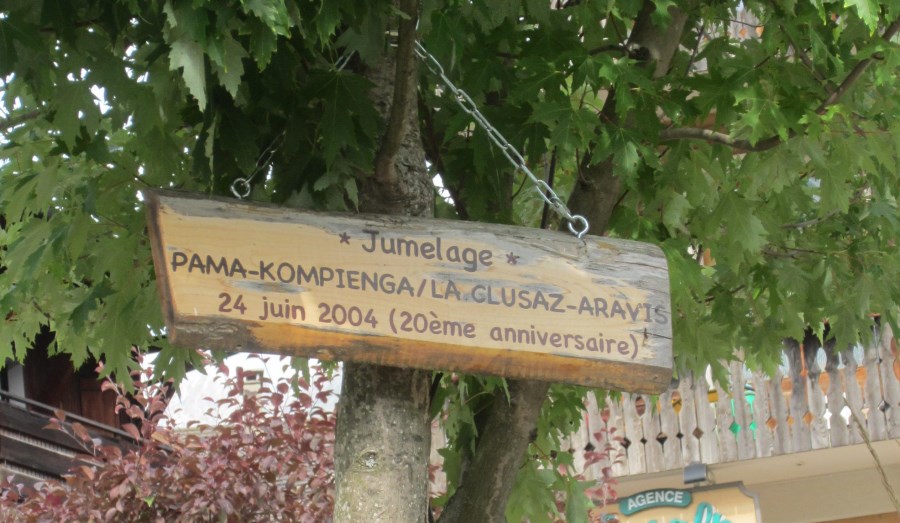 * Jumelage *
PAMA-KOMPIENGA/LA CLUSAZ-ARAVIS
24 juin 2004 (20ème anniversaire)
AGENCE